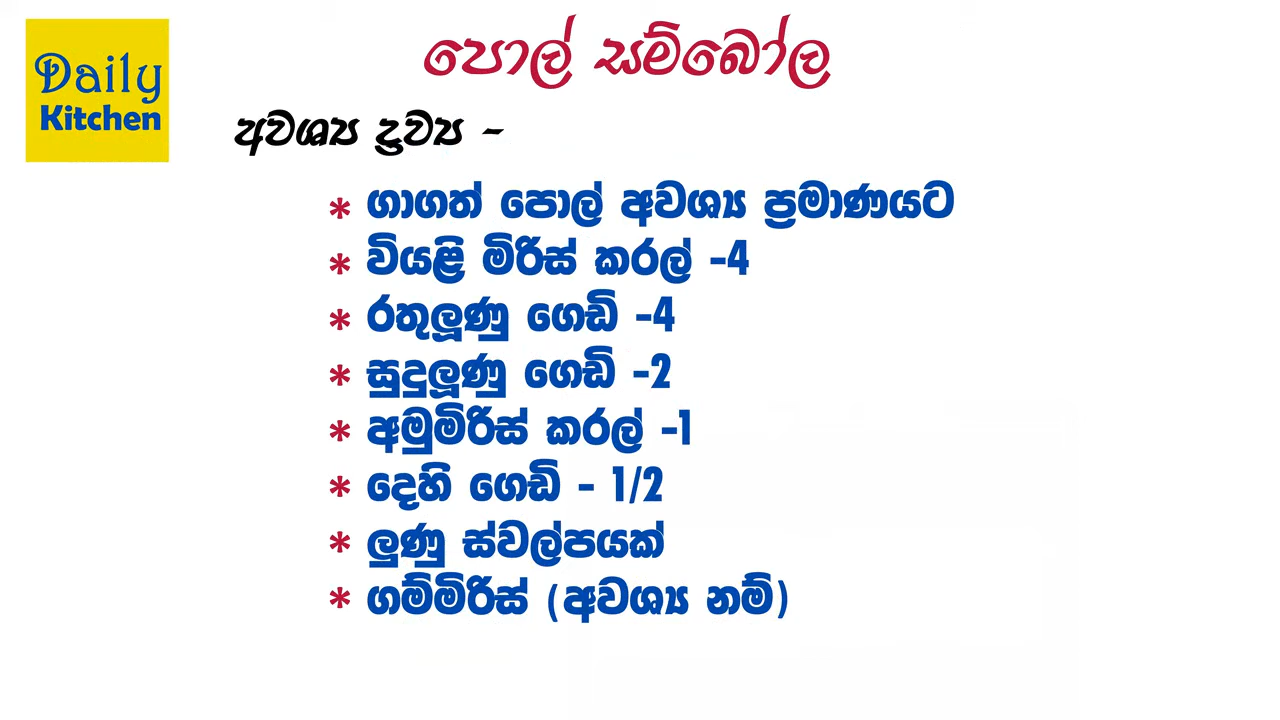 Daily
Kitchen
පොල් සම්බෝල
අවශ්‍ය ද්‍රව්‍ය -
* ගාගත් පොල් අවශ්‍ය ප්‍රමාණයට
* වියළි මිරිස් කරල් -4
* රතුලූණු ගෙඩි -4
* සුදුලූණු ගෙඩි -2
* අමුමිරිස් කරල් -1
* දෙහි ගෙඩි - 1/2
* ලුණු ස්වල්පයක්
* ගම්මිරිස් (අවශ්‍ය නම්)